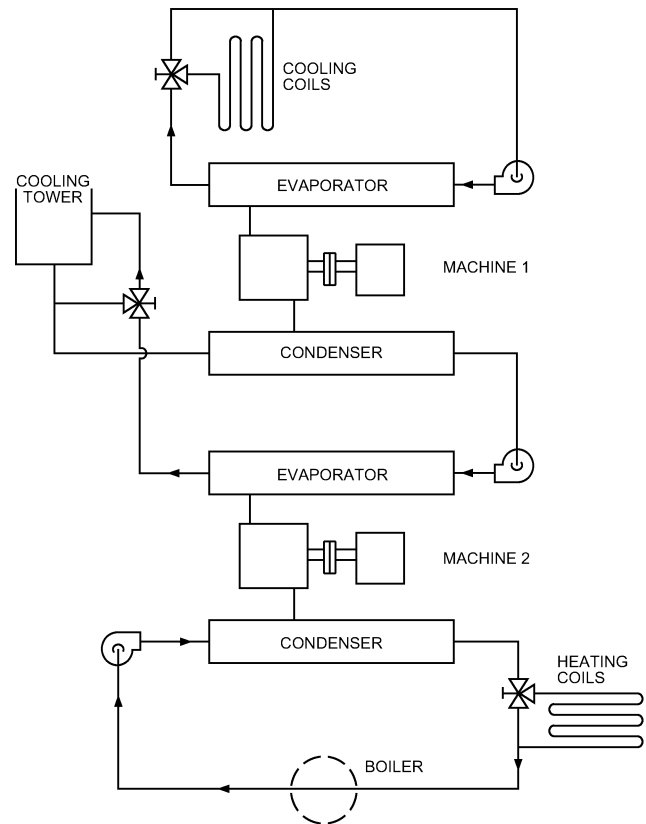 COOLING
COILS
EVAPORATOR
COOLING
TOWER
MACHINE 1
CONDENSER
EVAPORATOR
MACHINE 2
CONDENSER
HEATING
COILS
BOILER